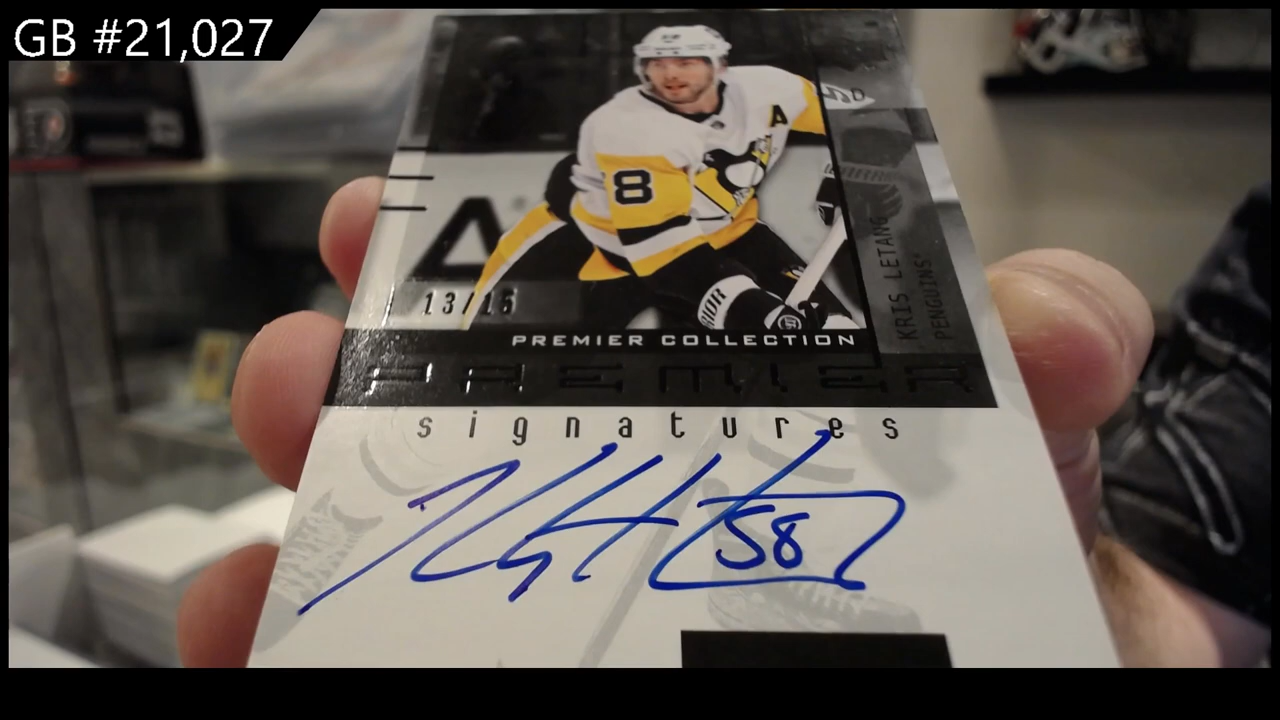 GB #21,027
A
8
KRIS LETANG
PENGUINS
13/15
PREMIER COLLECTION
PREMIER
signatures
58